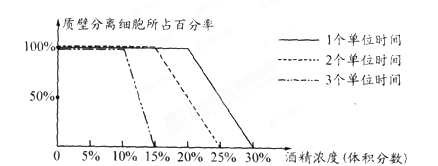 质壁分离细胞所占百分率
100%
50%
1个单位时间
2个单位时间
3个单位时间
0 5% 10% 15% 20% 25% 30% 酒精浓度(体积分数)